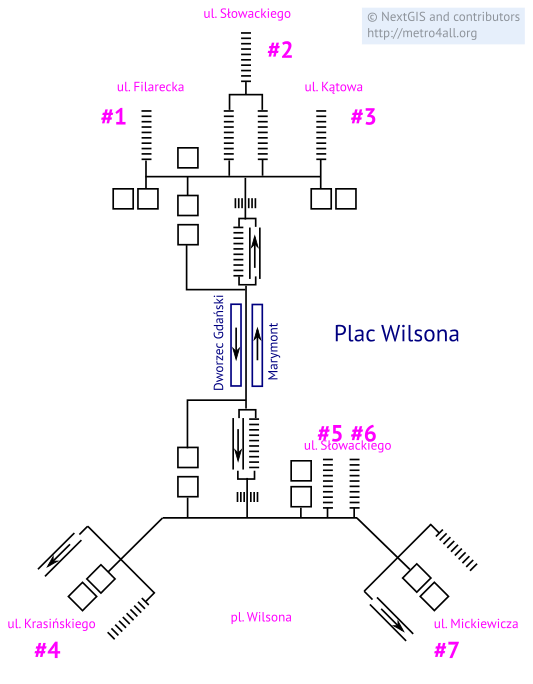 ul. Słowackiego
© NextGIS and contributors
http://metro4all.org
#2
ul. Filarecka
ul. Kątowa
#1
#3
Dworzec Gdański
Marymont
Plac Wilsona
#5 #6
ul. Słowackiego
pl. Wilsona
ul. Krasińskiego
#4
ul. Mickiewicza
#7